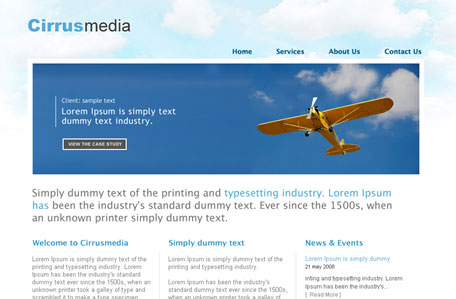 Cirrusmedia
Home Services About Us Contact Us
Client: sample text
Lorem Ipsum is simply text
dummy text industry.
VIEW THE CASE STUDY
Simply dummy text of the printing and typesetting industry. Lorem Ipsum
has been the industry's standard dummy text. Ever since the 1500s, when
an unknown printer simply dummy text.
Welcome to Cirrusmedia
Lorem Ipsum is simply dummy text of the
printing and typesetting industry. Lorem
Ipsum has been the industry's standard
dummy text ever since the 1500s, when an
unknown printer took a galley of type and
scrambled it to make a type specimen
Simply dummy text
Lorem Ipsum is simply dummy text of the
printing and typesetting industry.
Lorem Ipsum has been the industry's standard
dummy text ever since the 1500s, when an
unknown printer took a galley of type and
News & Events
Lorem Ipsum is simply dummy
21 may 2008
inting and typesetting industry. Lorem
Ipsum has been the industry's...
[ Read More ]